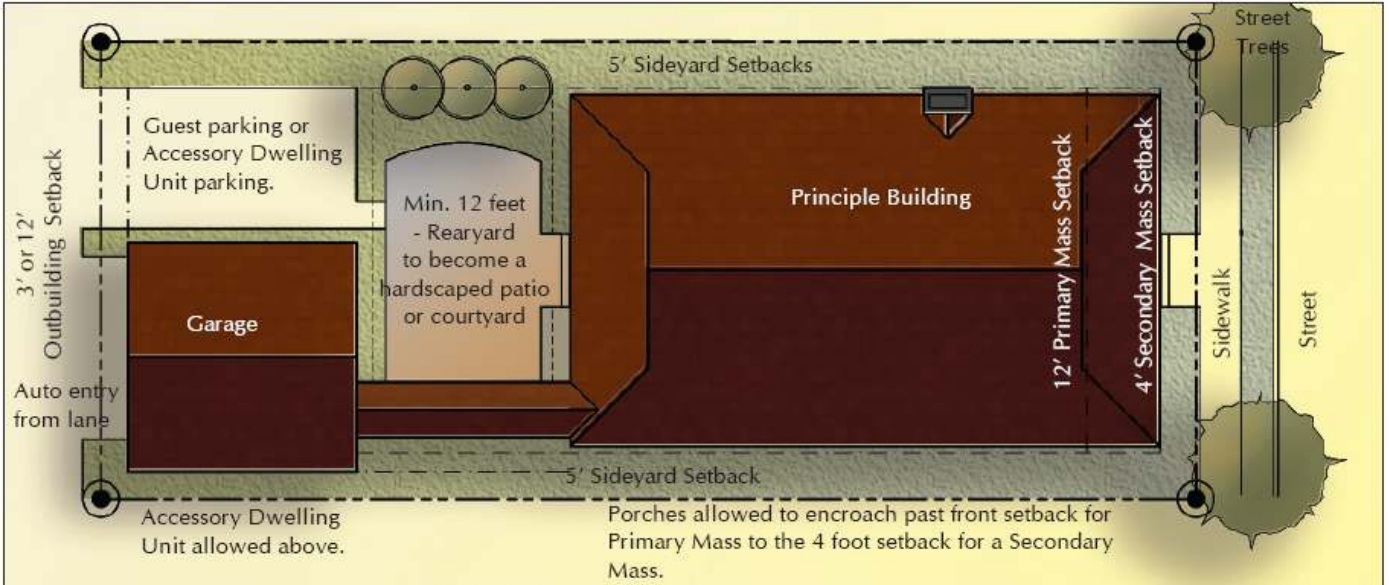 Street
Trees
5' Sideyard Setbacks
Guest parking or
Accessory Dwelling
Unit parking.
3' or 12'
Outbuilding Setback
Min. 12 feet
- Rearyard
to become a
hardscaped patio
or courtyard
Principle Building
12' Primary Mass Setback
4' Secondary Mass Setback
Sidewalk
Street
Garage
Auto entry
from lane
5' Sideyard Setback
Accessory Dwelling
Unit allowed above.
Porches allowed to encroach past front setback for
Primary Mass to the 4 foot setback for a Secondary
Mass.